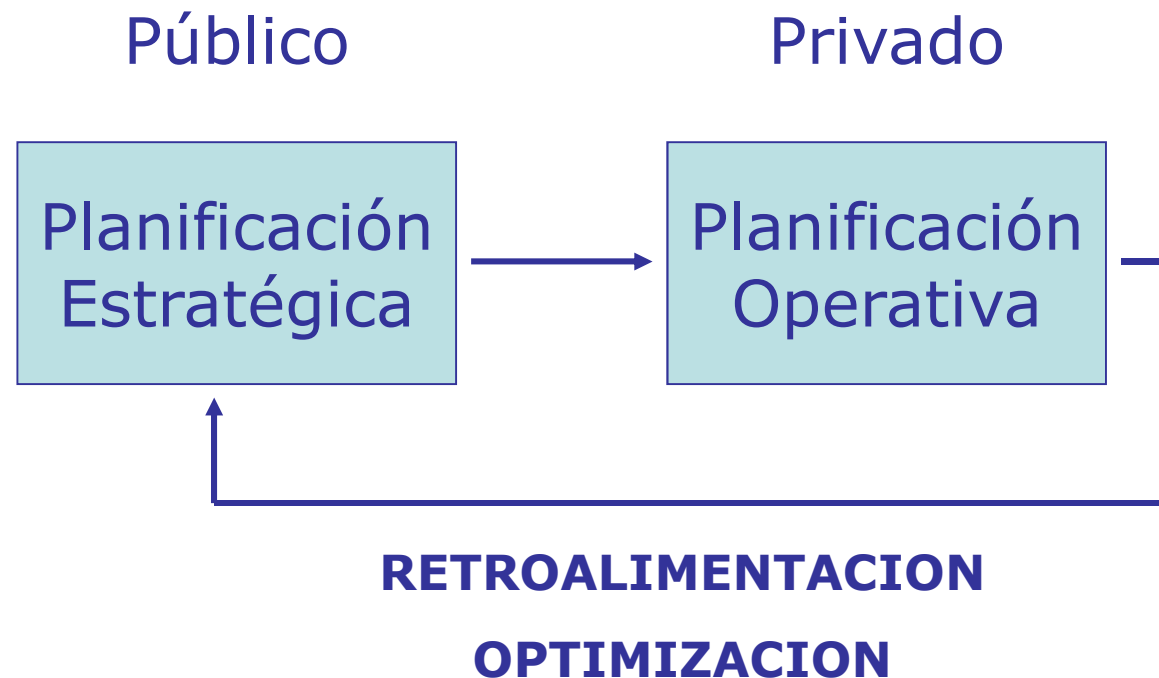 Público
Privado
Planificación
Estratégica
Planificación
Operativa
RETROALIMENTACION
OPTIMIZACION